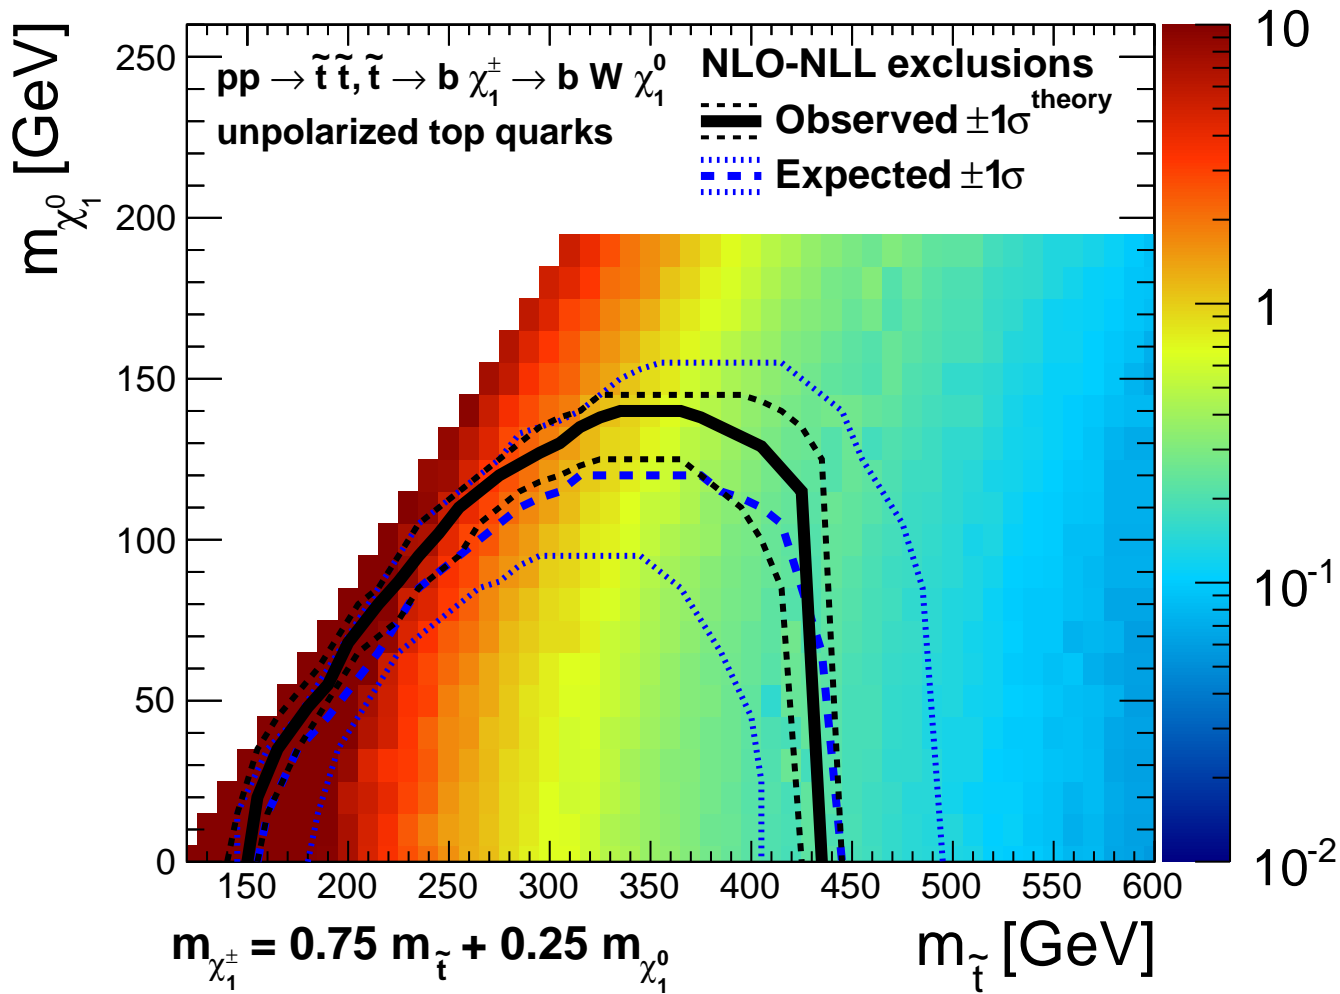 pp → t̃ t̃, t̃ → b χ₁± → b W χ₁⁰
unpolarized top quarks
NLO-NLL exclusions
Observed ±1σ^theory
Expected ±1σ
m_χ₁⁰ [GeV]
250
200
150
100
50
0
150 200 250 300 350 400 450 500 550 600
m_t̃ [GeV]
m_χ₁± = 0.75 m_t̃ + 0.25 m_χ₁⁰
10
1
10⁻¹
10⁻²